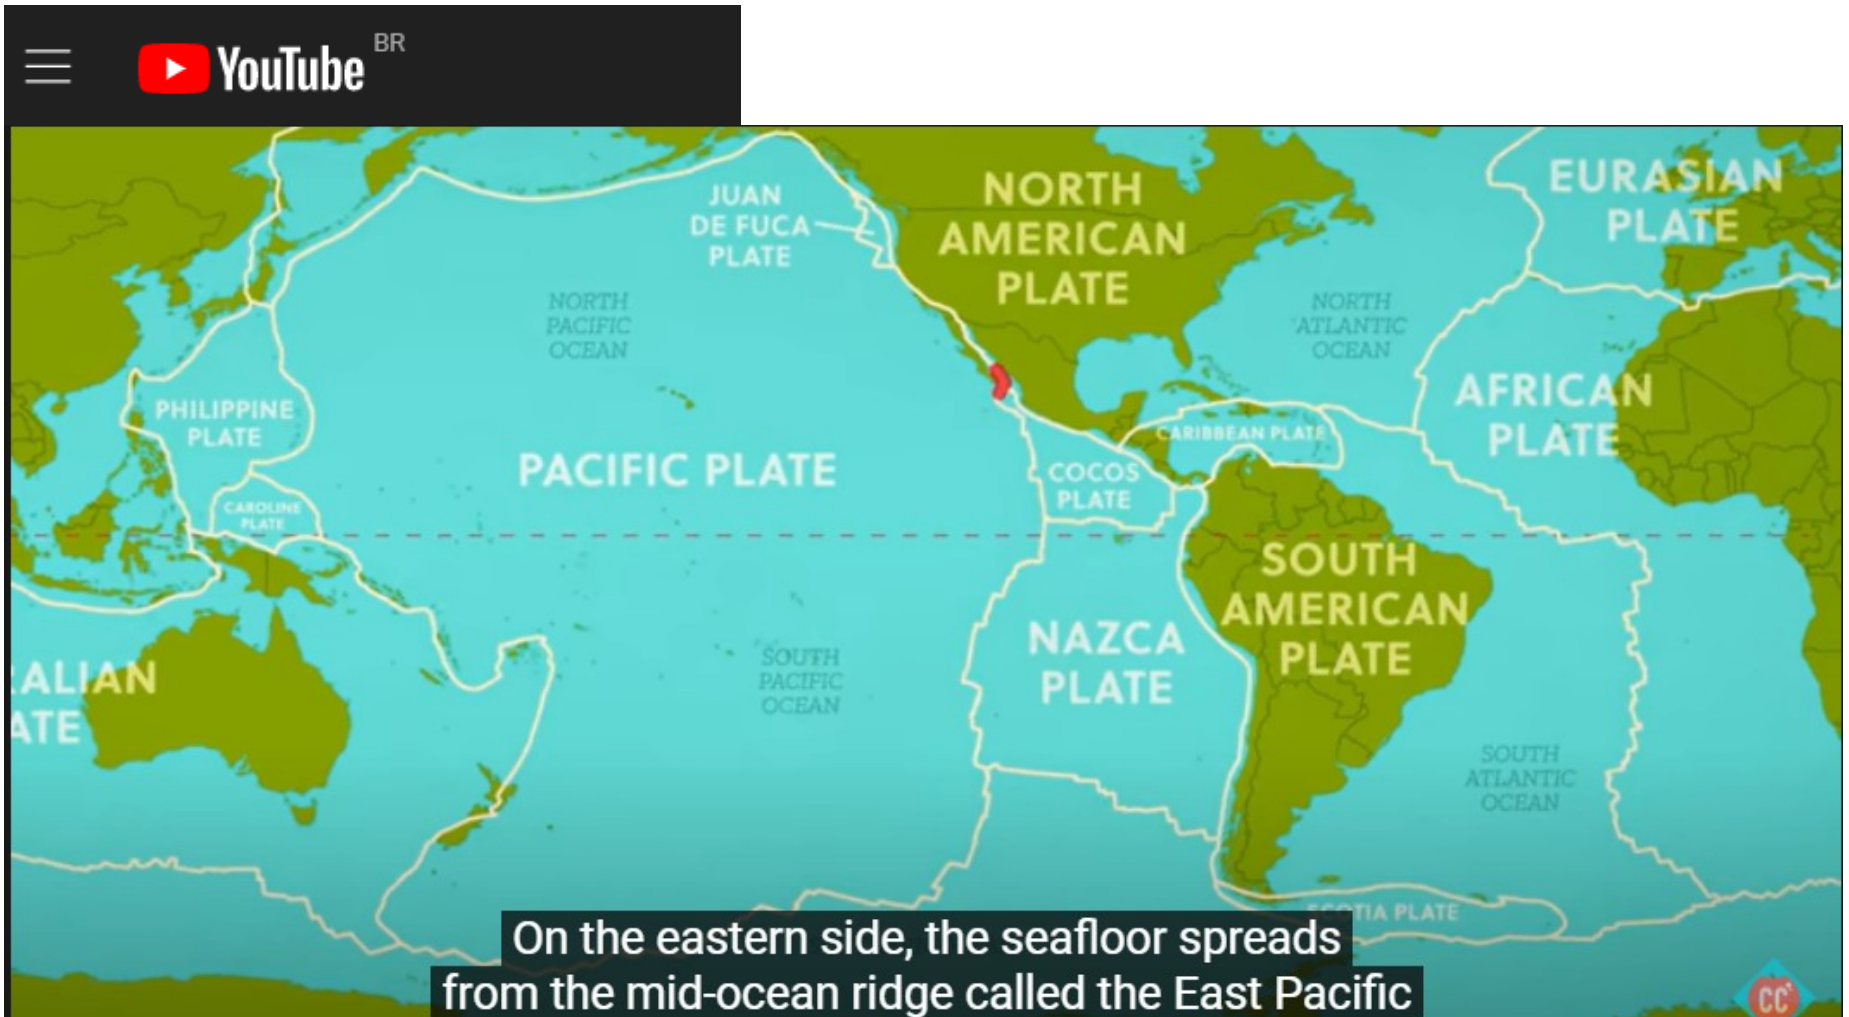 YouTube BR
JUAN
DE FUCA
PLATE
NORTH
AMERICAN
PLATE
EURASIAN
PLATE
NORTH
PACIFIC
OCEAN
NORTH
ATLANTIC
OCEAN
PHILIPPINE
PLATE
AFRICAN
PLATE
CARIBBEAN PLATE
PACIFIC PLATE
COCOS
PLATE
CAROLINE
PLATE
SOUTH
AMERICAN
PLATE
RALIAN
ATE
SOUTH
PACIFIC
OCEAN
NAZCA
PLATE
SOUTH
ATLANTIC
OCEAN
SCOTIA PLATE
On the eastern side, the seafloor spreads
from the mid-ocean ridge called the East Pacific
CC